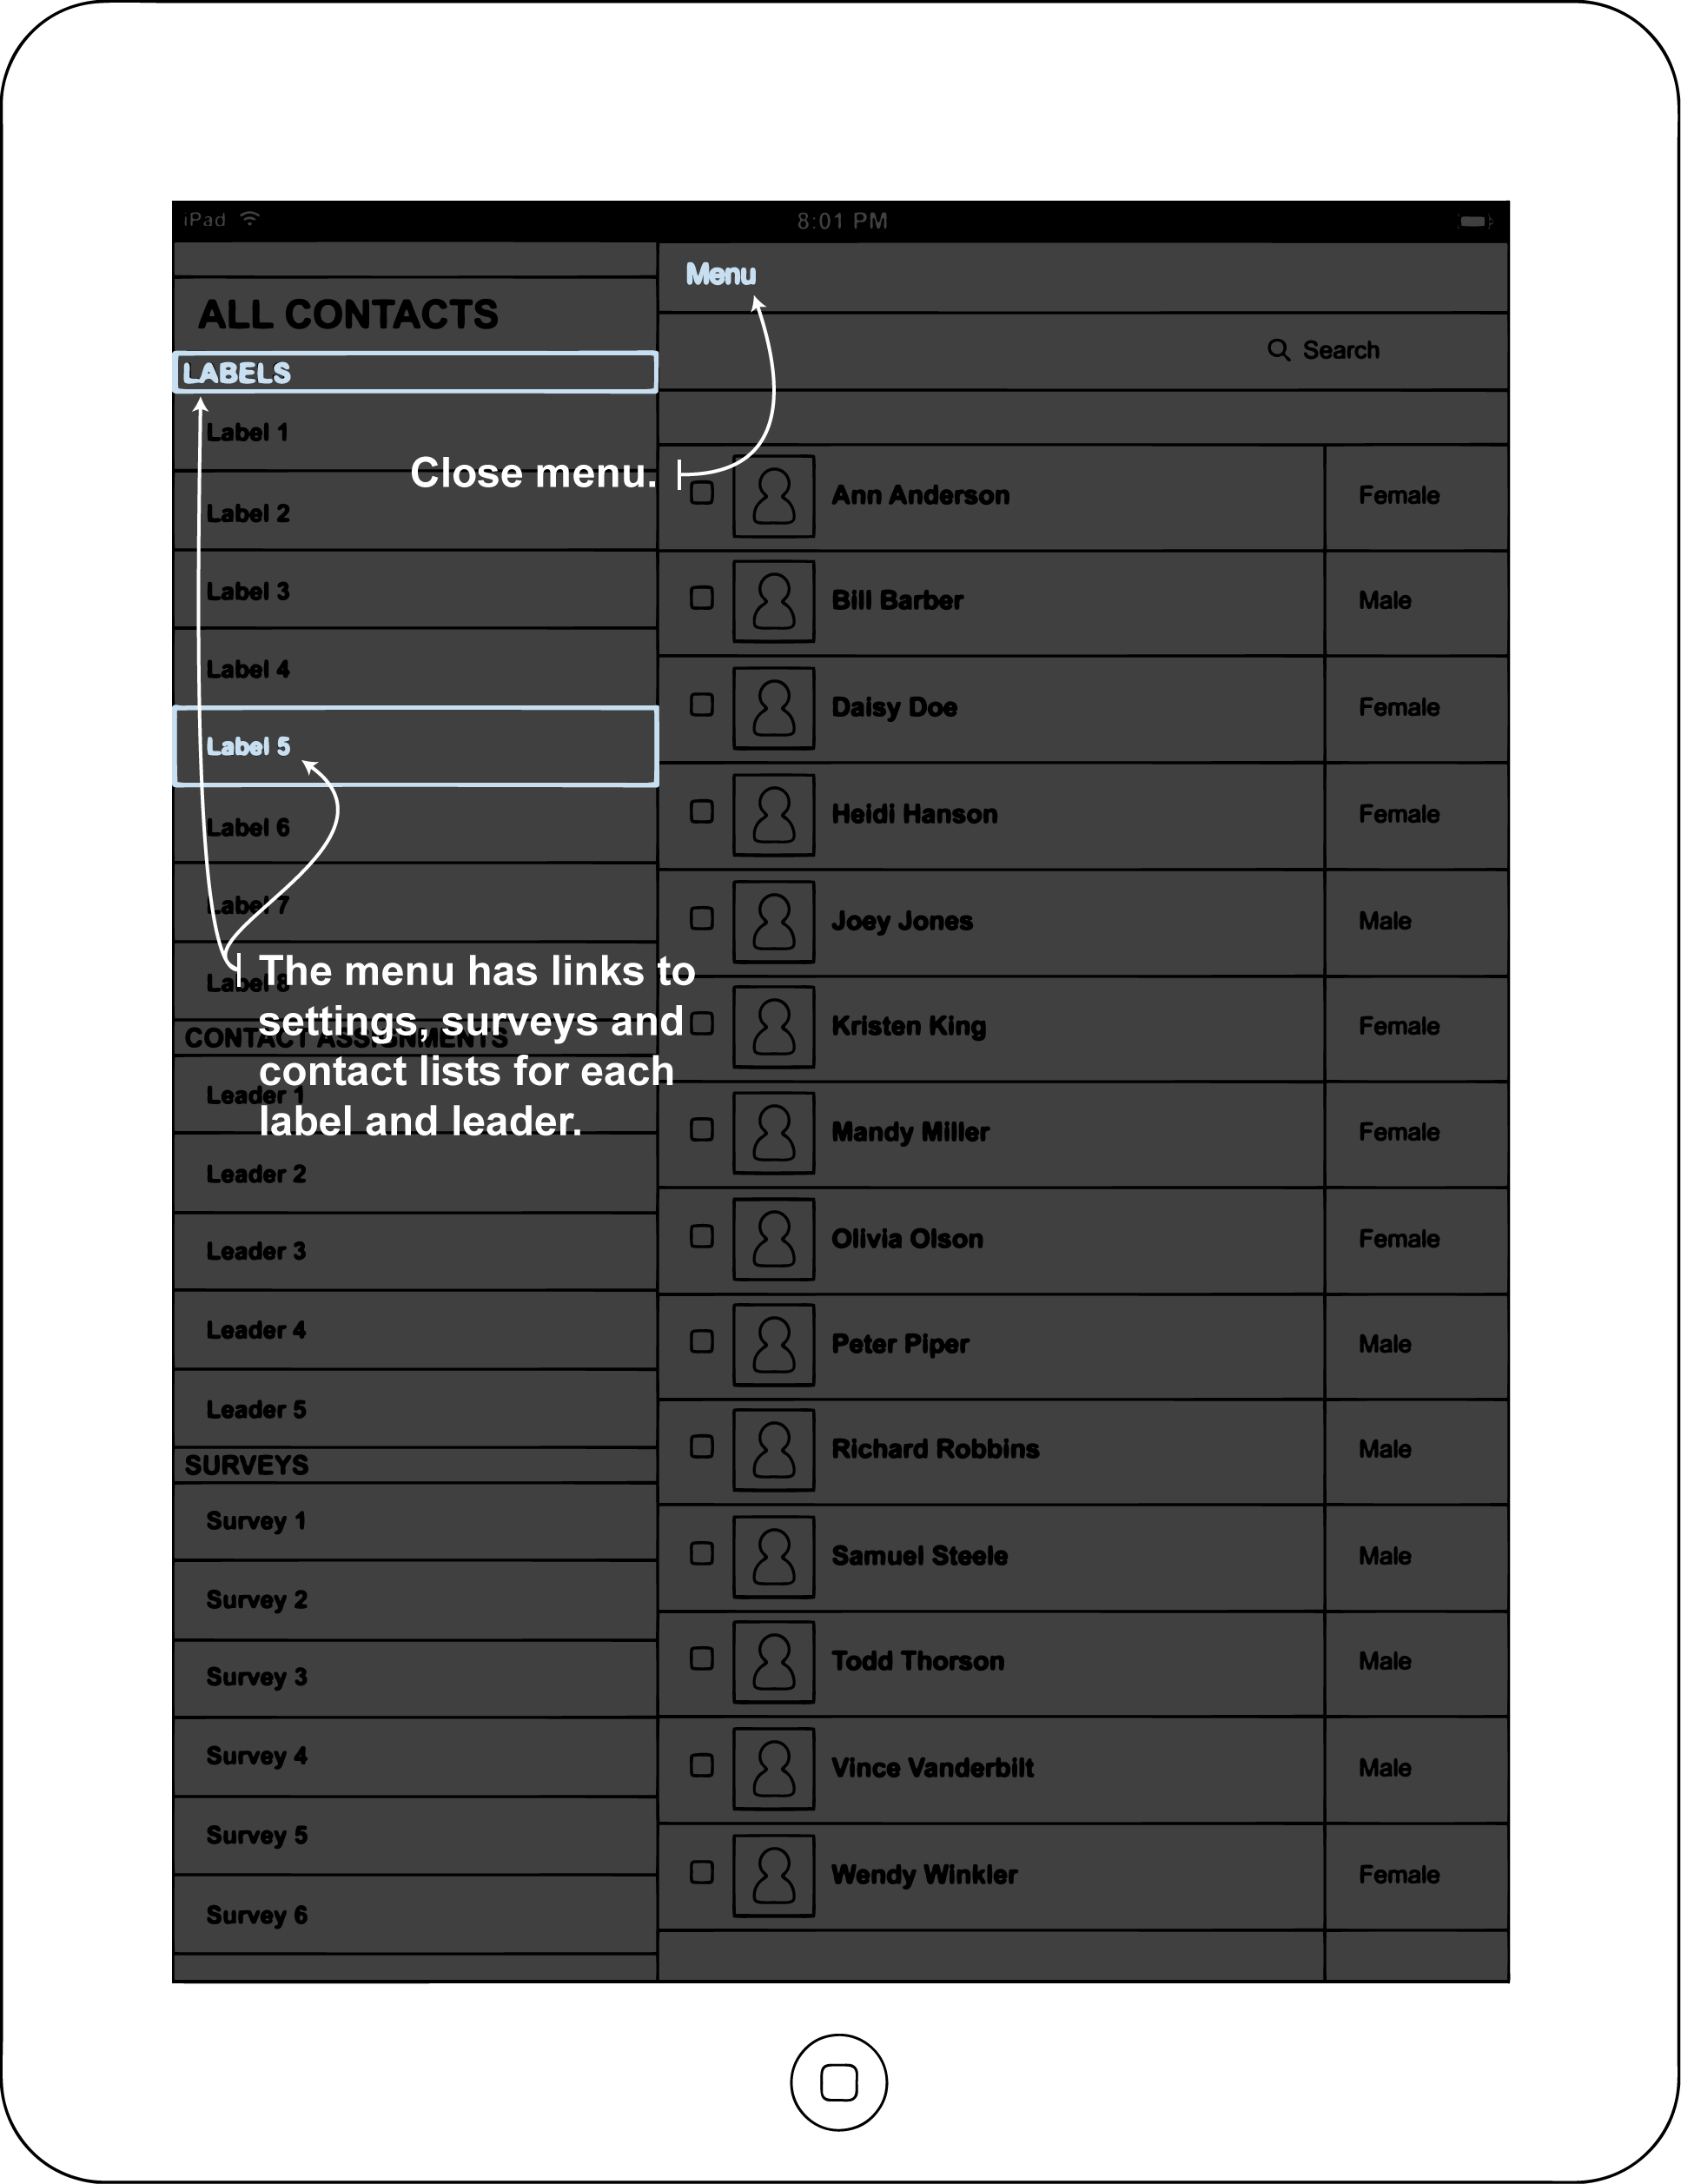 iPad
8:01 PM
ALL CONTACTS
LABELS
Label 1
Label 2
Label 3
Label 4
Label 5
Label 6
Label 7
Label 8
CONTACT ASSIGNMENTS
Leader 1
Leader 2
Leader 3
Leader 4
Leader 5
SURVEYS
Survey 1
Survey 2
Survey 3
Survey 4
Survey 5
Survey 6
Close menu.
The menu has links to
settings, surveys and
contact lists for each
label and leader.
Menu
Search
Ann Anderson Female
Bill Barber Male
Daisy Doe Female
Heidi Hanson Female
Joey Jones Male
Kristen King Female
Mandy Miller Female
Olivia Olson Female
Peter Piper Male
Richard Robbins Male
Samuel Steele Male
Todd Thorson Male
Vince Vanderbilt Male
Wendy Winkler Female